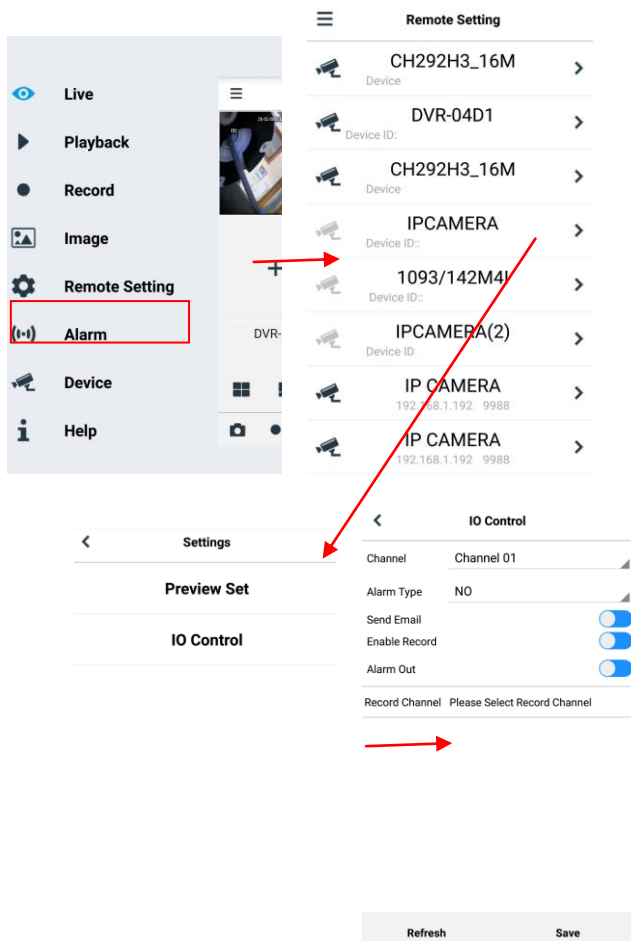 Live
Playback
Record
Image
Remote Setting
Alarm
Device
Help
DVR-
Remote Setting
CH292H3_16M
Device
DVR-04D1
Device ID:
CH292H3_16M
Device
IPCAMERA
Device ID::
1093/142M4I
Device ID::
IPCAMERA(2)
Device ID
IP CAMERA
192.168.1.192 9988
IP CAMERA
192.168.1.192 9988
Settings
Preview Set
IO Control
IO Control
Channel Channel 01
Alarm Type NO
Send Email
Enable Record
Alarm Out
Record Channel Please Select Record Channel
Refresh Save